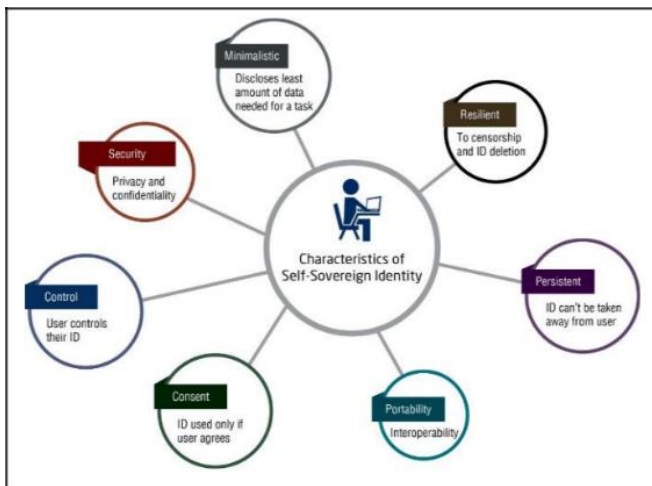 Minimalistic
Discloses least
amount of data
needed for a task
Resilient
To censorship
and ID deletion
Security
Privacy and
confidentiality
Characteristics of
Self-Sovereign Identity
Persistent
ID can't be taken
away from user
Control
User controls
their ID
Consent
ID used only if
user agrees
Portability
Interoperability